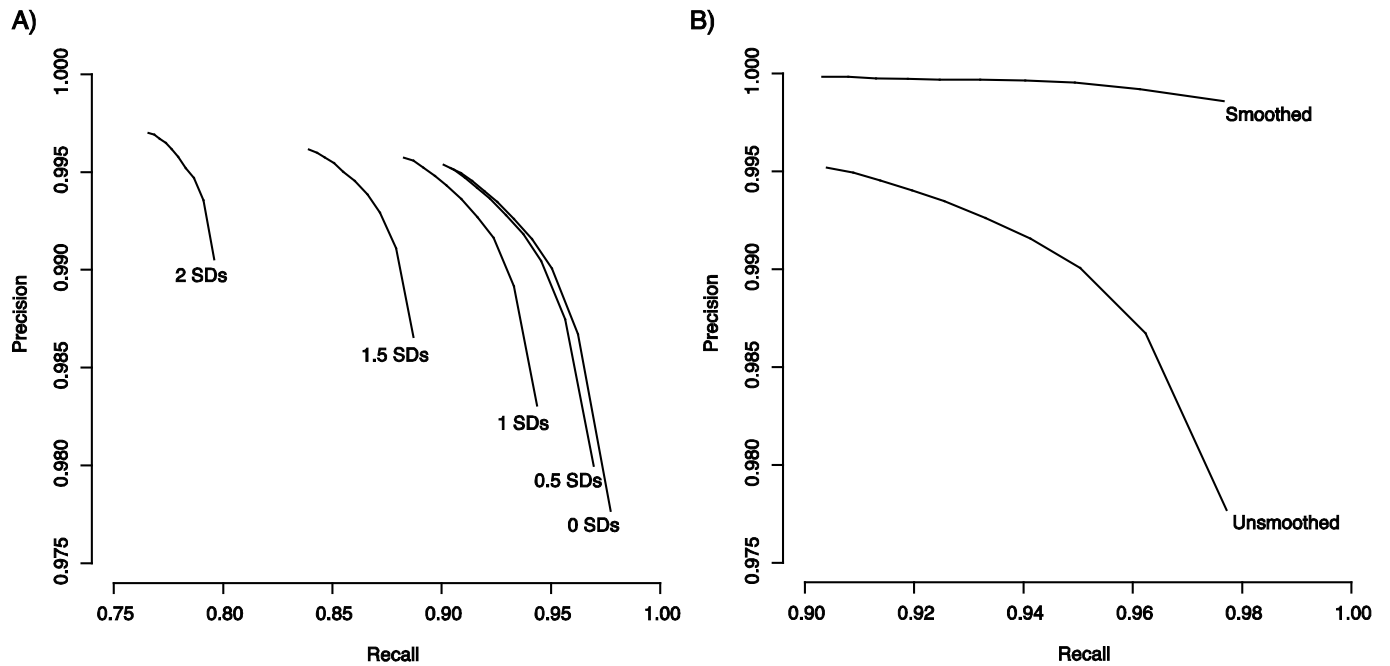 A)
1.000
0.995
0.990
0.985
0.980
0.975
Precision
2 SDs
1.5 SDs
1 SDs
0.5 SDs
0 SDs
0.75
0.80
0.85
0.90
0.95
1.00
Recall
B)
1.000
0.995
0.990
0.985
0.980
0.975
Precision
Smoothed
Unsmoothed
0.90
0.92
0.94
0.96
0.98
1.00
Recall